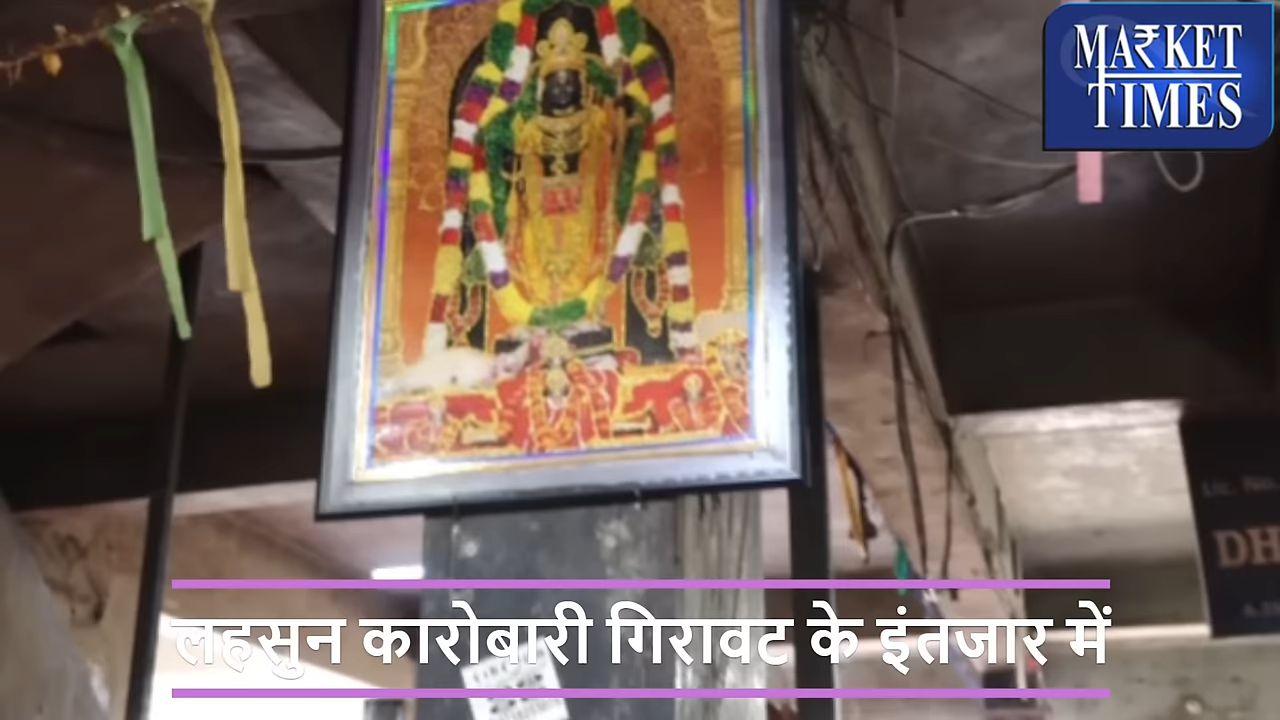 MA₹KET
TIMES
DH
लहसुन कारोबारी गिरावट के इंतजार में